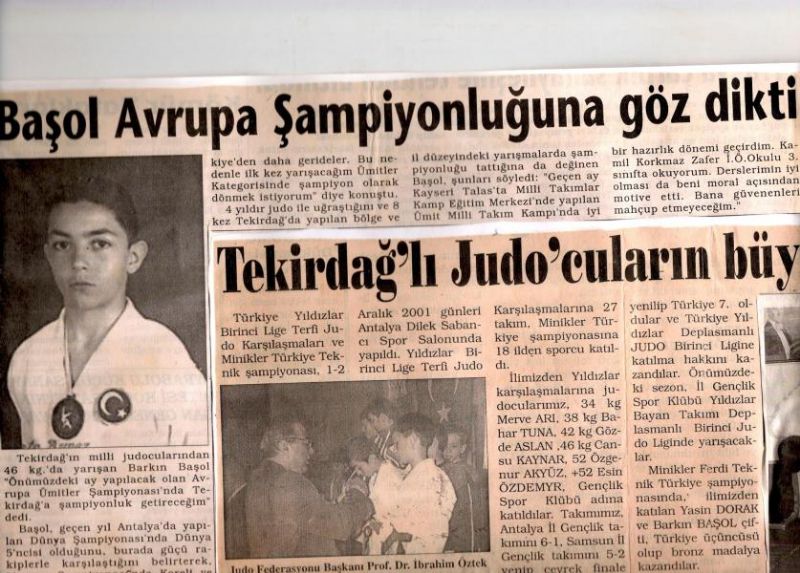 Başol Avrupa Şampiyonluğuna göz dikti
Tekirdağ'ın milli judocularından
46 kg.'da yarışan Barkın Başol
"Önümüzdeki ay yapılacak olan Av-
rupa Ümitler Şampiyonası'nda Te-
kirdağ'a şampiyonluk getireceğim"
dedi.
Başol, geçen yıl Antalya'da yapı-
lan Dünya Şampiyonası'nda Dünya
5'ncisi olduğunu, burada güçü ra-
kiplerle karşılaştığını belirterek,
kiye'den daha gerideler. Bu ne-
denle ilk kez yarışacağım Ümitler
Kategorisinde şampiyon olarak
dönmek istiyorum" diye konuştu.
4 yıldır judo ile uğraştığını ve 8
kez Tekirdağ'da yapılan bölge ve
il düzeyindeki yarışmalarda şam-
piyonluğu tattığına da değinen
Başol, şunları söyledi: "Geçen ay
Kayseri Talas'ta Milli Takımlar
Kamp Eğitim Merkezi'nde yapılan
Ümit Milli Takım Kampı'nda iyi
bir hazırlık dönemi geçirdim. Ka-
mil Korkmaz Zafer İ.Ö.Okulu 3.
sınıfta okuyorum. Derslerimin iyi
olması da beni moral açısından
motive etti. Bana güvenenleri
mahçup etmeyeceğim."
Tekirdağ'lı Judo'cuların büy
Türkiye Yıldızlar
Birinci Lige Terfi Ju-
do Karşılaşmaları ve
Minikler Türkiye Tek-
nik şampiyonası, 1-2
Aralık 2001 günleri
Antalya Dilek Saban-
cı Spor Salonunda
yapıldı. Yıldızlar Bi-
rinci Lige Terfi Judo
Judo Federasyonu Başkanı Prof. Dr. İbrahim Öztek
Karşılaşmalarına 27
takım, Minikler Tür-
kiye şampiyonasına
18 ilden sporcu katıl-
dı.
İlimizden Yıldızlar
karşılaşmalarına ju-
docularımız, 34 kg
Merve ARI, 38 kg Ba-
har TUNA, 42 kg Göz-
de ASLAN ,46 kg Can-
su KAYNAR, 52 Özge-
nur AKYÜZ, +52 Esin
ÖZDEMYR, Gençlik
Spor Klübü adına
katıldılar. Takımımız,
Antalya İl Gençlik ta-
kımını 6-1, Samsun İl
Gençlik takımını 5-2
yenip çeyrek finale
yenilip Türkiye 7. ol-
dular ve Türkiye Yıl-
dızlar Deplasmanlı
JUDO Birinci Ligine
katılma hakkını ka-
zandılar. Önümüzde-
ki sezon, İl Gençlik
Spor Klübü Yıldızlar
Bayan Takım Dep-
lasmanlı Birinci Ju-
do Liginde yarışacak-
lar.
Minikler Ferdi Tek-
nik Türkiye şampiyo-
nasında,' ilimizden
katılan Yasin DORAK
ve Barkın BAŞOL çif-
ti, Türkiye üçüncüsü
olup bronz madalya
kazandılar.